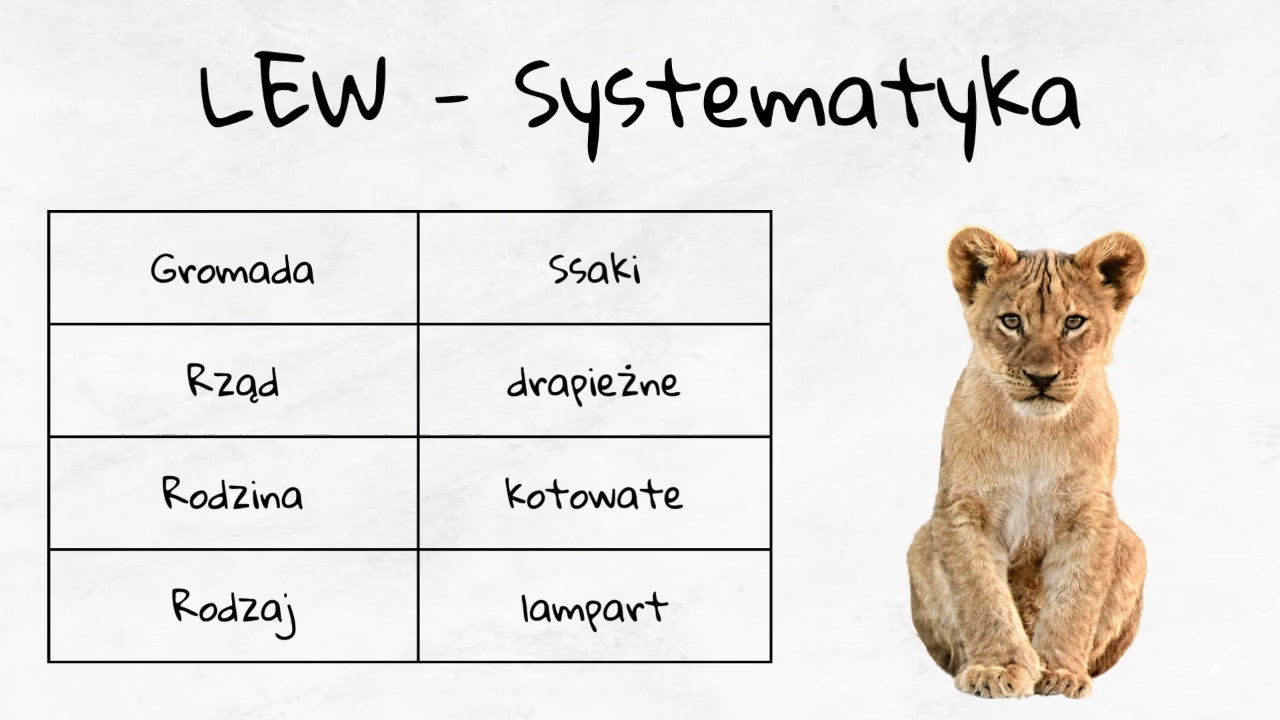 LEW - Systematyka
Gromada Ssaki
Rząd drapieżne
Rodzina kotowate
Rodzaj lampart